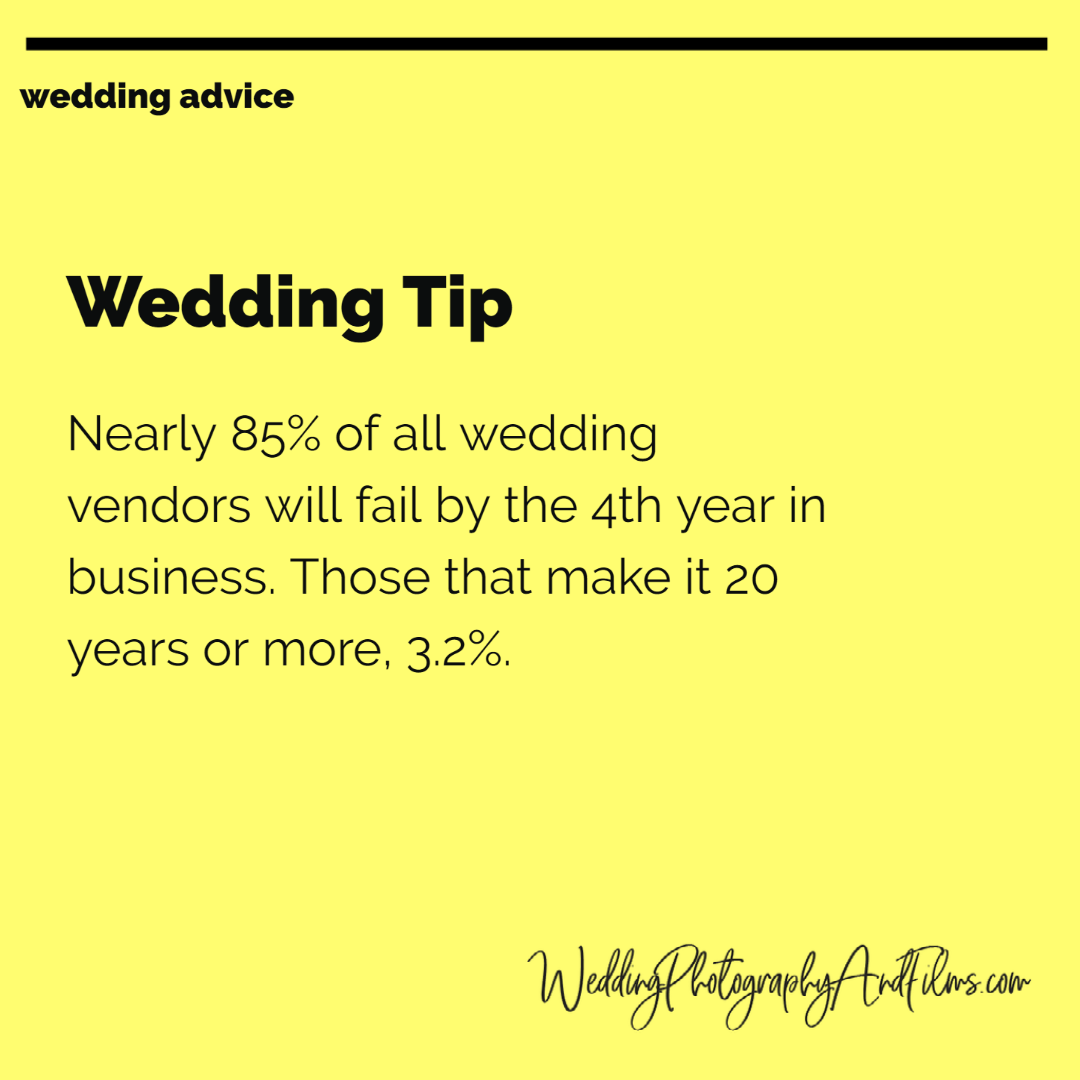 wedding advice
Wedding Tip
Nearly 85% of all wedding
vendors will fail by the 4th year in
business. Those that make it 20
years or more, 3.2%.
WeddingPhotographyAndFilms.com